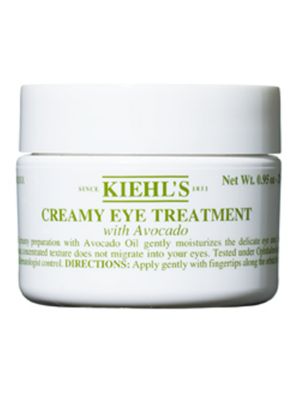 Net Wt. 0.95 oz
SINCE KIEHL'S 1851
CREAMY EYE TREATMENT
with Avocado
preparation with Avocado Oil gently moisturizes the delicate eye
concentrated texture does not migrate into your eyes. Tested under
control. DIRECTIONS: Apply gently with fingertips along the